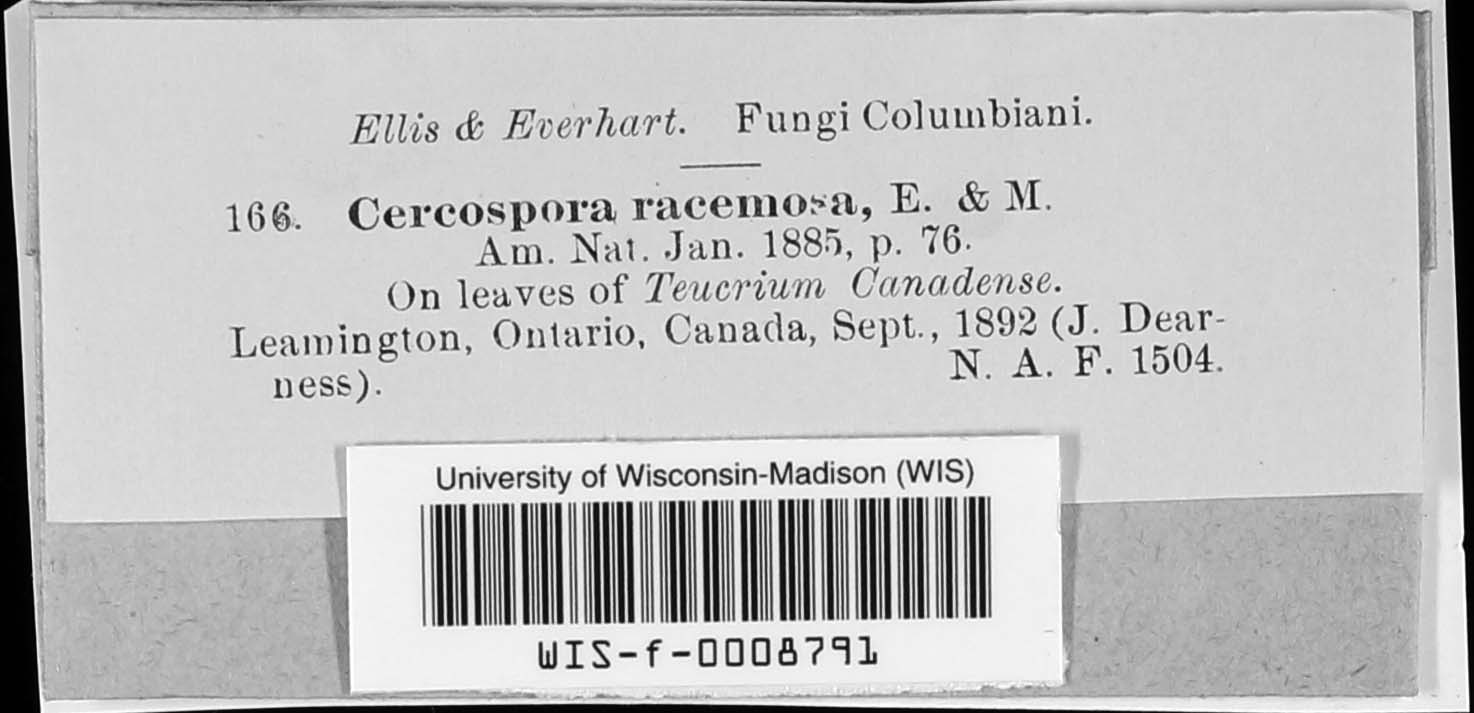 Ellis & Everhart. Fungi Columbiani.
166. Cercospora racemosa, E. & M.
Am. Nat. Jan. 1885, p. 76.
On leaves of Teucrium Canadense.
Leamington, Ontario, Canada, Sept., 1892 (J. Dear-
ness). N. A. F. 1504.
University of Wisconsin-Madison (WIS)
WIS-f-0008791